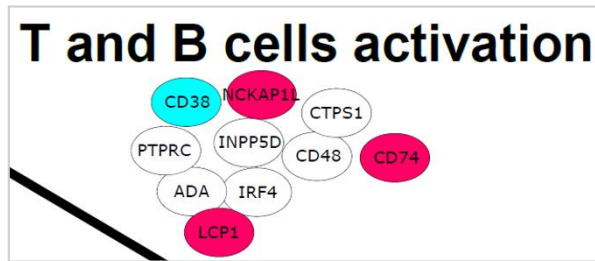 T and B cells activation
CD38
NCKAP1L
CTPS1
PTPRC
INPP5D
CD48
CD74
ADA
IRF4
LCP1